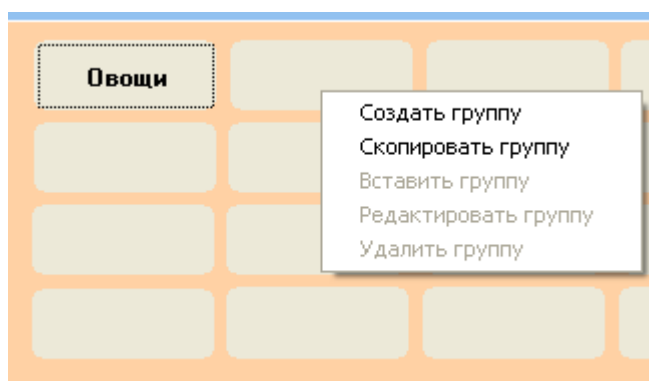 Овощи
Создать группу
Скопировать группу
Вставить группу
Редактировать группу
Удалить группу